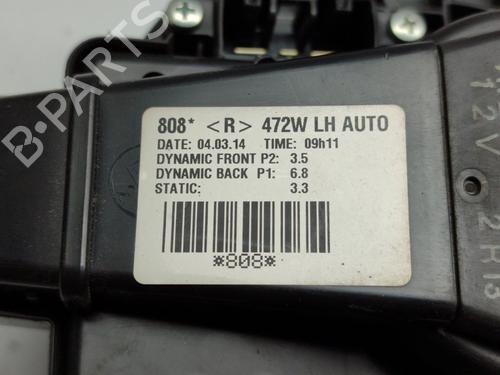 808* <R> 472W LH AUTO
DATE: 04.03.14 TIME: 09h11
DYNAMIC FRONT P2: 3.5
DYNAMIC BACK P1: 6.8
STATIC: 3.3
*808*
12V
2R13